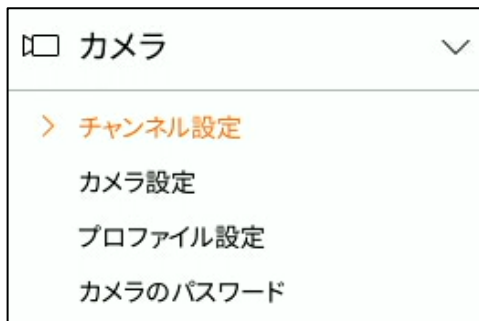 カメラ
チャンネル設定
カメラ設定
プロファイル設定
カメラのパスワード